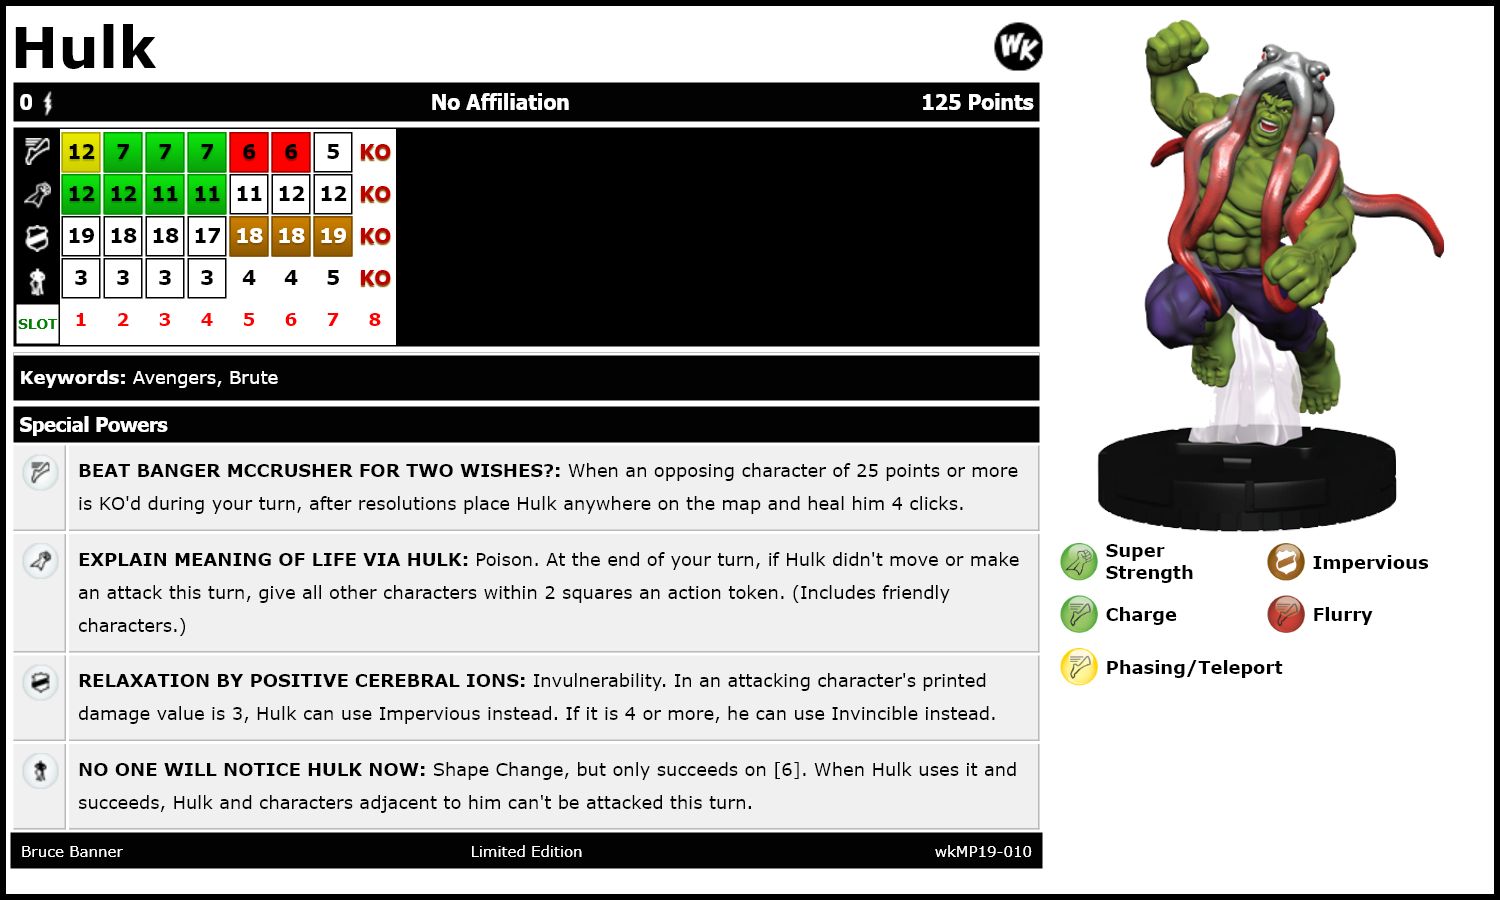 Hulk
WK
0 No Affiliation 125 Points
12 7 7 7 6 6 5 KO
12 12 11 11 11 12 12 KO
19 18 18 17 18 18 19 KO
3 3 3 3 4 4 5 KO
SLOT 1 2 3 4 5 6 7 8
Keywords: Avengers, Brute
Special Powers
BEAT BANGER MCCRUSHER FOR TWO WISHES?: When an opposing character of 25 points or more
is KO'd during your turn, after resolutions place Hulk anywhere on the map and heal him 4 clicks.
EXPLAIN MEANING OF LIFE VIA HULK: Poison. At the end of your turn, if Hulk didn't move or make
an attack this turn, give all other characters within 2 squares an action token. (Includes friendly
characters.)
RELAXATION BY POSITIVE CEREBRAL IONS: Invulnerability. In an attacking character's printed
damage value is 3, Hulk can use Impervious instead. If it is 4 or more, he can use Invincible instead.
NO ONE WILL NOTICE HULK NOW: Shape Change, but only succeeds on [6]. When Hulk uses it and
succeeds, Hulk and characters adjacent to him can't be attacked this turn.
Bruce Banner Limited Edition wkMP19-010
Super
Strength
Impervious
Charge
Flurry
Phasing/Teleport